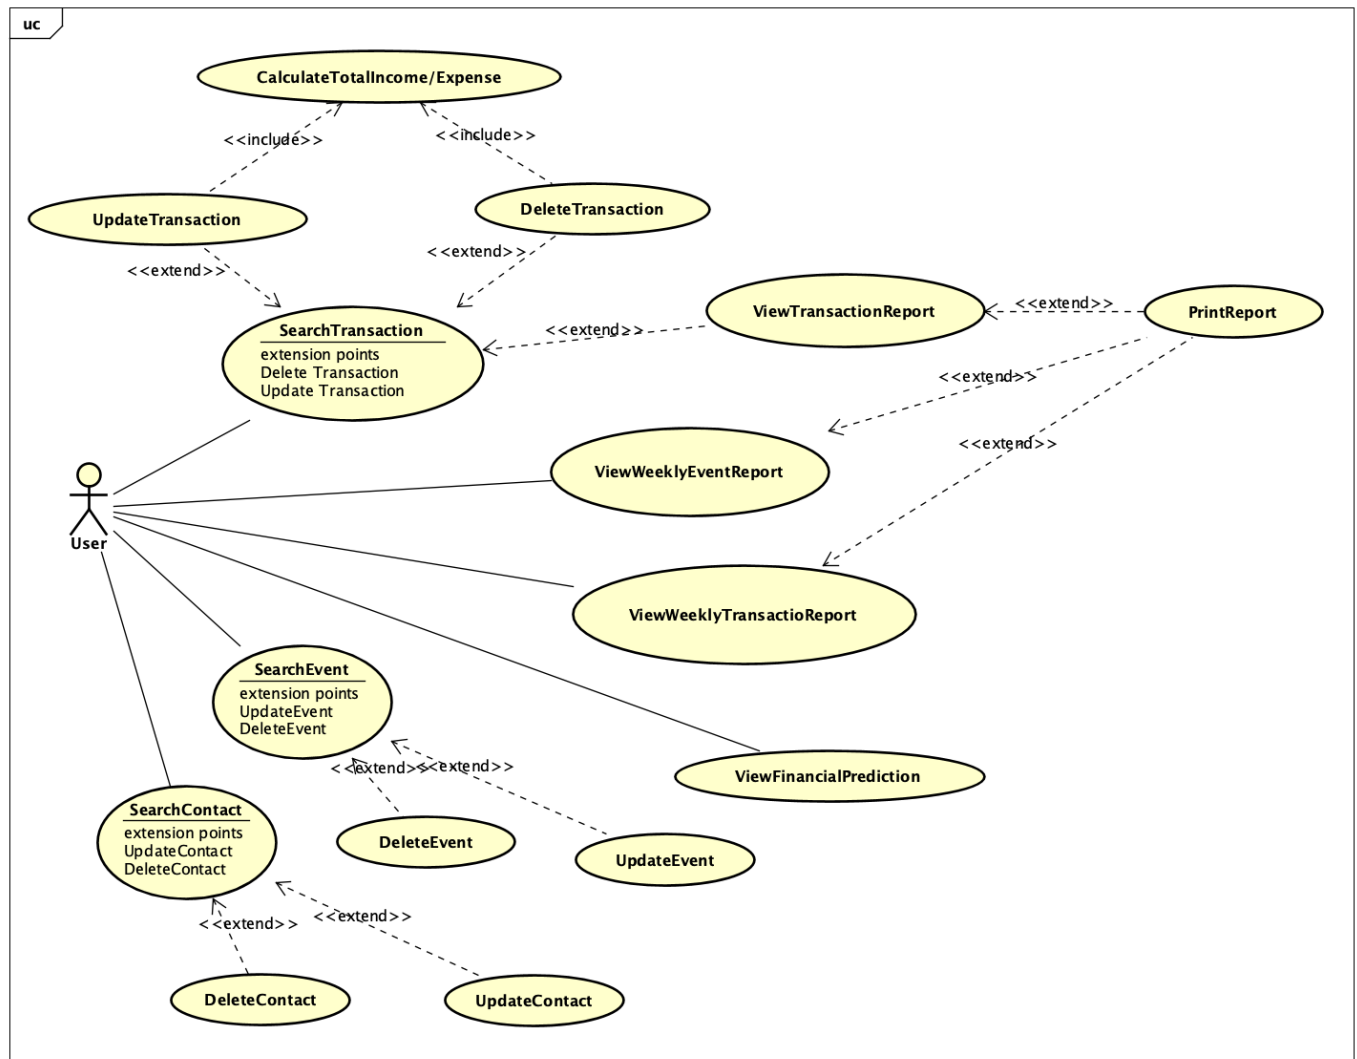 uc
CalculateTotalIncome/Expense
<<include>>
<<include>>
UpdateTransaction
DeleteTransaction
<<extend>>
<<extend>>
SearchTransaction
extension points
Delete Transaction
Update Transaction
<<extend>>
ViewTransactionReport
<<extend>>
PrintReport
<<extend>>
<<extend>>
ViewWeeklyEventReport
User
ViewWeeklyTransactioReport
SearchEvent
extension points
UpdateEvent
DeleteEvent
<<extend>>
<<extend>>
ViewFinancialPrediction
SearchContact
extension points
UpdateContact
DeleteContact
DeleteEvent
UpdateEvent
<<extend>>
<<extend>>
DeleteContact
UpdateContact